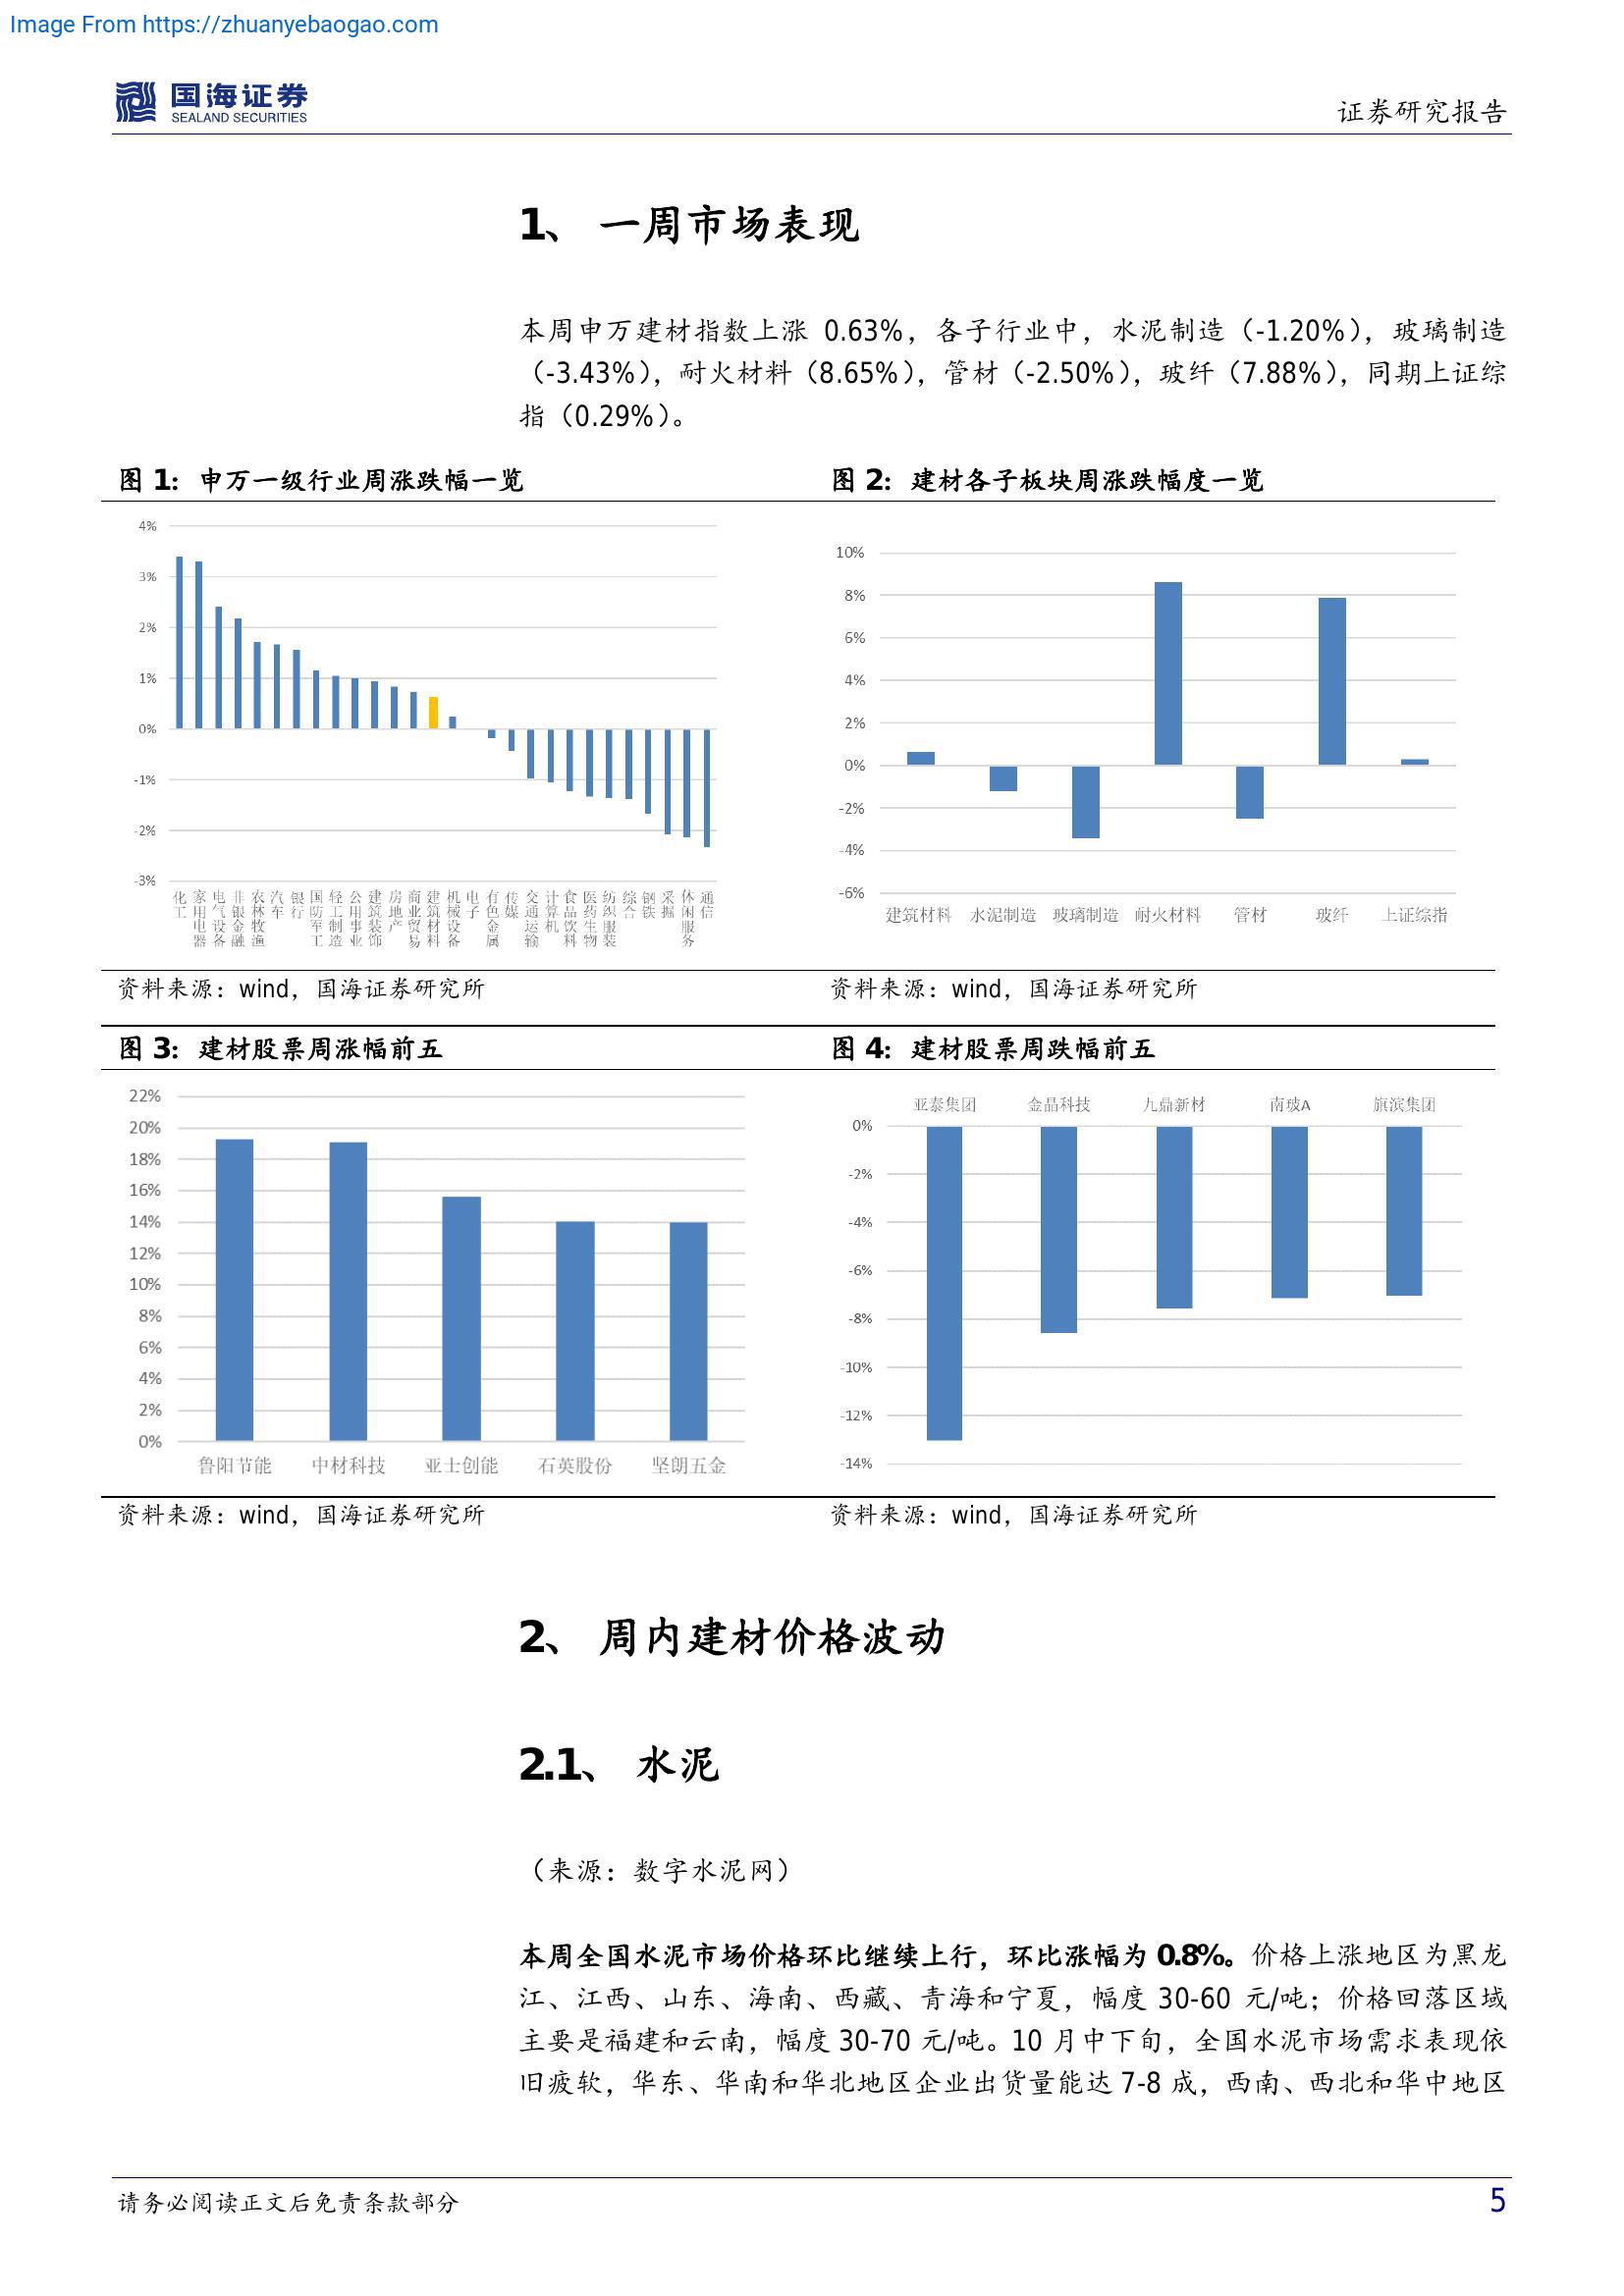 Image From https://zhuanyebaogao.com
国海证券
SEALAND SECURITIES
证券研究报告
1、 一周市场表现
本周申万建材指数上涨 0.63%，各子行业中，水泥制造（-1.20%），玻璃制造
（-3.43%），耐火材料（8.65%），管材（-2.50%），玻纤（7.88%），同期上证综
指（0.29%）。
图 1：申万一级行业周涨跌幅一览
4%
3%
2%
1%
0%
-1%
-2%
-3%
化工
家用电器
电气设备
非银金融
农林牧渔
汽车
银行
国防军工
轻工制造
公用事业
建筑装饰
房地产
商业贸易
建筑材料
机械设备
电子
有色金属
传媒
交通运输
计算机
食品饮料
医药生物
纺织服装
综合
钢铁
采掘
休闲服务
通信
资料来源：wind，国海证券研究所
图 2：建材各子板块周涨跌幅度一览
10%
8%
6%
4%
2%
0%
-2%
-4%
-6%
建筑材料 水泥制造 玻璃制造 耐火材料 管材 玻纤 上证综指
资料来源：wind，国海证券研究所
图 3：建材股票周涨幅前五
22%
20%
18%
16%
14%
12%
10%
8%
6%
4%
2%
0%
鲁阳节能 中材科技 亚士创能 石英股份 坚朗五金
资料来源：wind，国海证券研究所
图 4：建材股票周跌幅前五
亚泰集团 金晶科技 九鼎新材 南玻A 旗滨集团
0%
-2%
-4%
-6%
-8%
-10%
-12%
-14%
资料来源：wind，国海证券研究所
2、 周内建材价格波动
2.1、 水泥
（来源：数字水泥网）
本周全国水泥市场价格环比继续上行，环比涨幅为 0.8%。价格上涨地区为黑龙
江、江西、山东、海南、西藏、青海和宁夏，幅度 30-60 元/吨；价格回落区域
主要是福建和云南，幅度 30-70 元/吨。10 月中下旬，全国水泥市场需求表现依
旧疲软，华东、华南和华北地区企业出货量能达 7-8 成，西南、西北和华中地区
请务必阅读正文后免责条款部分
5